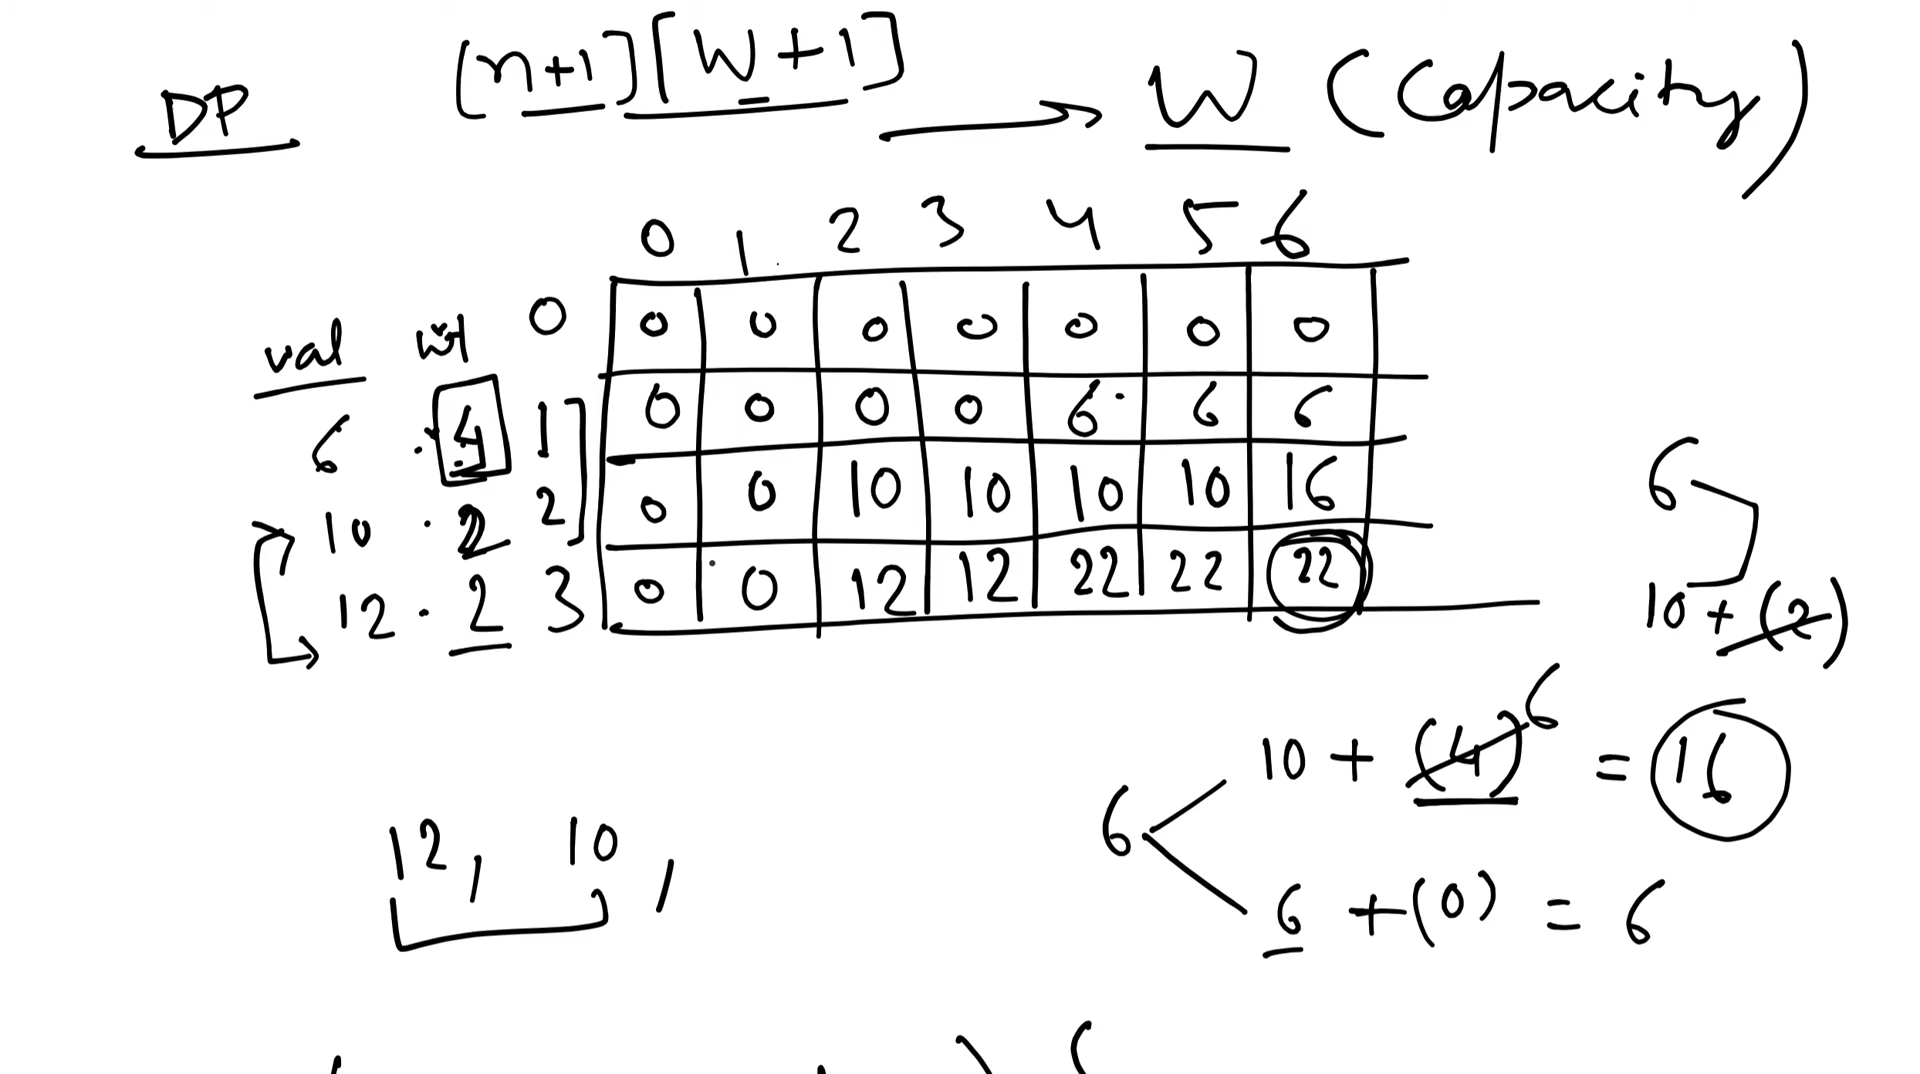 DP (n+1][W+1] → W (Capacity)
0 1 2 3 4 5 6
val wt 0 0 0 0 0 0 0 0
6 4 1 0 0 0 0 6 6 6
10 2 2 0 0 10 10 10 10 16
12 2 3 0 0 12 12 22 22 22
6
10 + (2)
10 + (4) 6 = 16
6
6 + (0) = 6
12, 10,